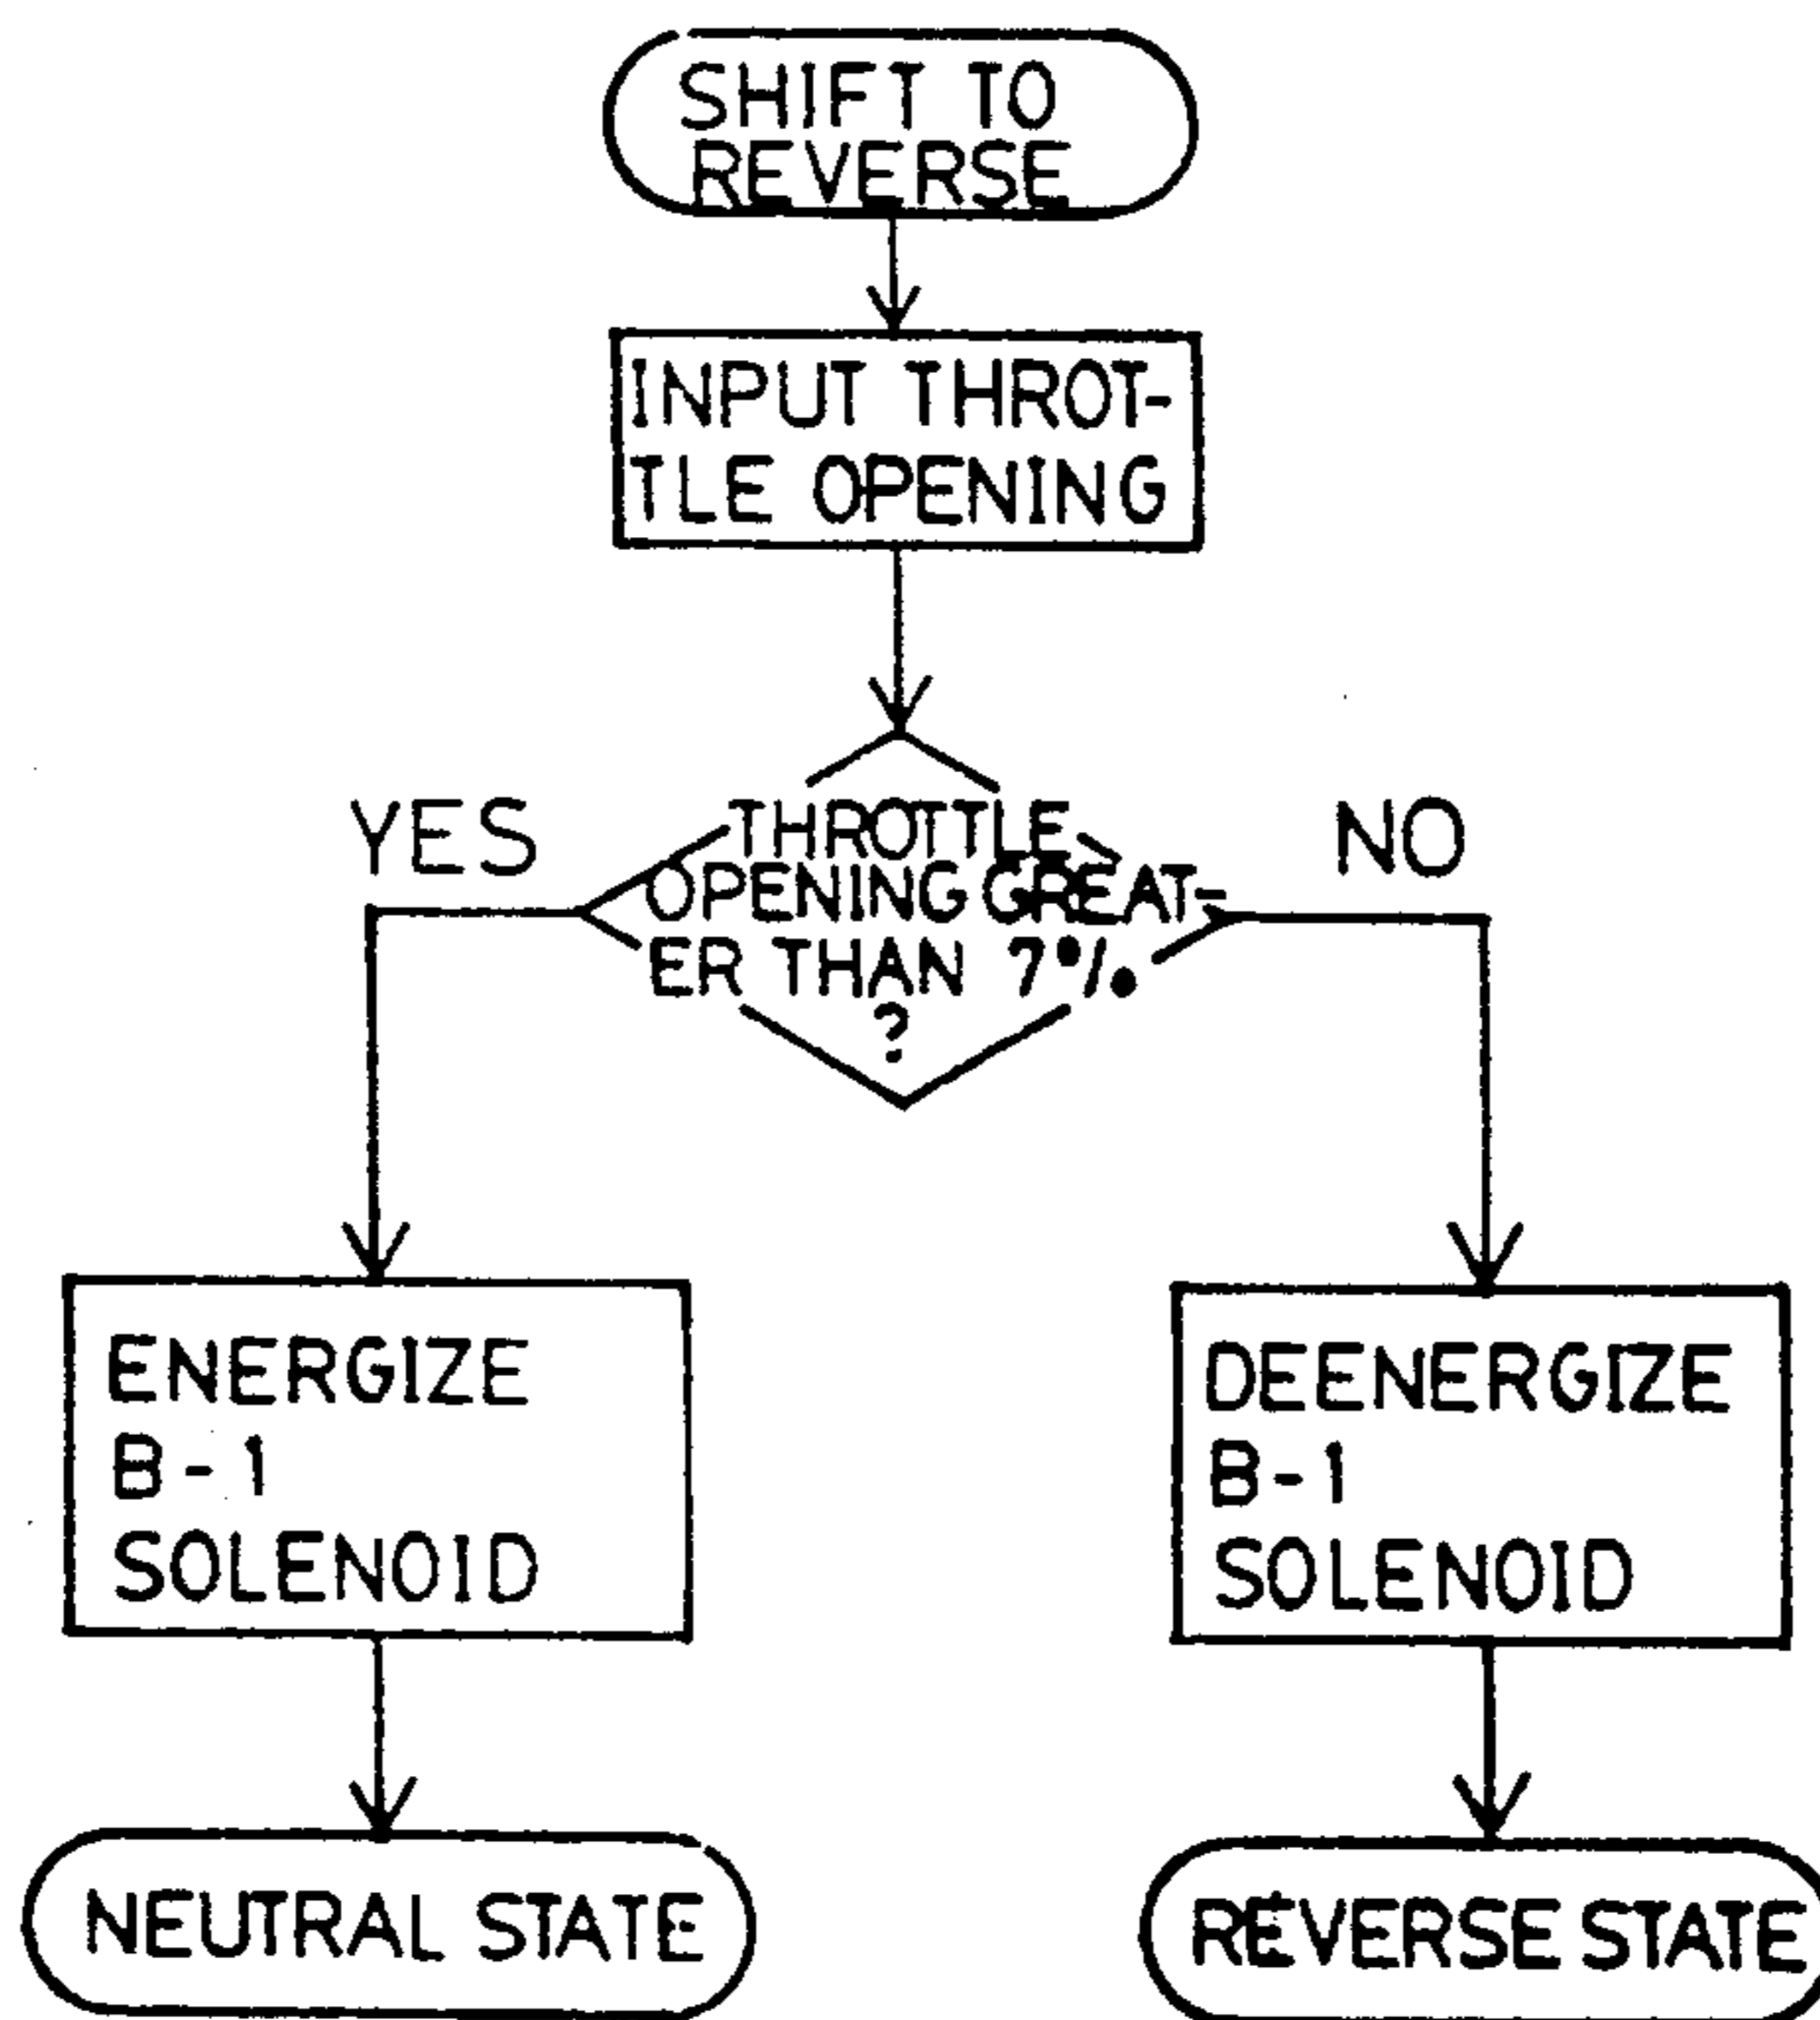 SHIFT TO
REVERSE
INPUT THROT-
TLE OPENING
YES
THROTTLE
OPENING GREAT-
ER THAN 7%
?
NO
ENERGIZE
B-1
SOLENOID
DEENERGIZE
B-1
SOLENOID
NEUTRAL STATE
REVERSE STATE